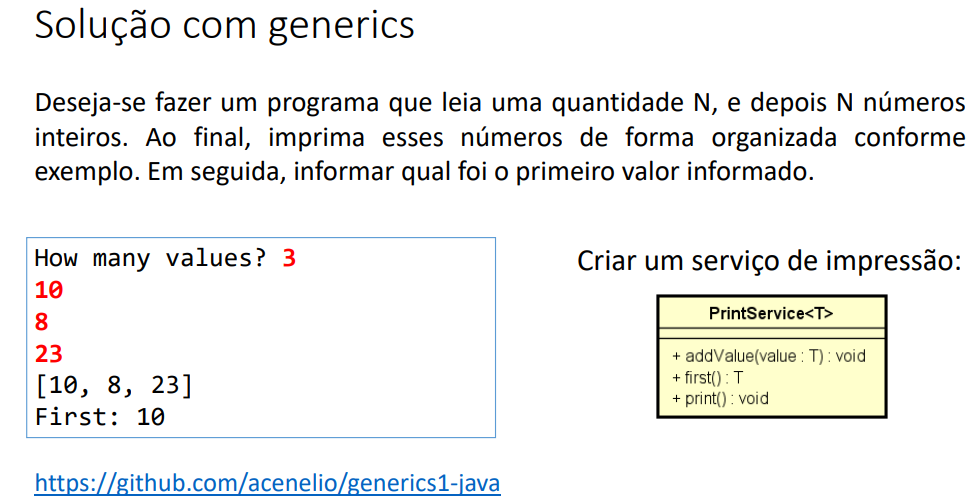 Solução com generics
Deseja-se fazer um programa que leia uma quantidade N, e depois N números
inteiros. Ao final, imprima esses números de forma organizada conforme
exemplo. Em seguida, informar qual foi o primeiro valor informado.
How many values? 3
10
8
23
[10, 8, 23]
First: 10
Criar um serviço de impressão:
PrintService<T>
+ addValue(value : T) : void
+ first() : T
+ print() : void
https://github.com/acenelio/generics1-java